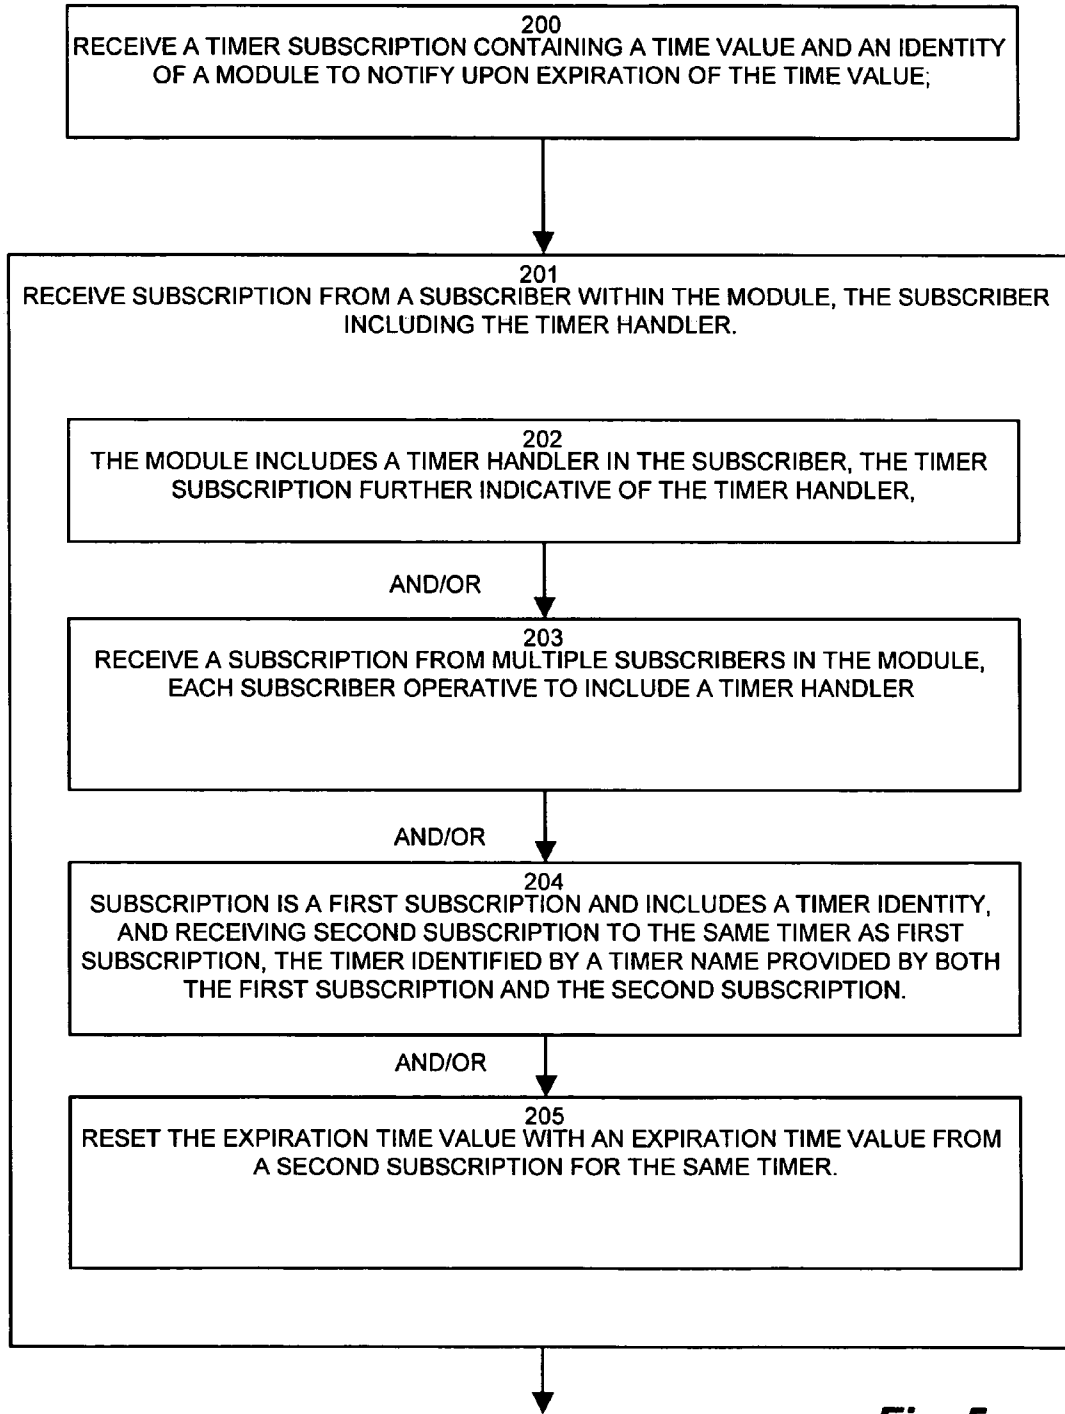 200
RECEIVE A TIMER SUBSCRIPTION CONTAINING A TIME VALUE AND AN IDENTITY
OF A MODULE TO NOTIFY UPON EXPIRATION OF THE TIME VALUE;
201
RECEIVE SUBSCRIPTION FROM A SUBSCRIBER WITHIN THE MODULE, THE SUBSCRIBER
INCLUDING THE TIMER HANDLER.
202
THE MODULE INCLUDES A TIMER HANDLER IN THE SUBSCRIBER, THE TIMER
SUBSCRIPTION FURTHER INDICATIVE OF THE TIMER HANDLER,
AND/OR
203
RECEIVE A SUBSCRIPTION FROM MULTIPLE SUBSCRIBERS IN THE MODULE,
EACH SUBSCRIBER OPERATIVE TO INCLUDE A TIMER HANDLER
AND/OR
204
SUBSCRIPTION IS A FIRST SUBSCRIPTION AND INCLUDES A TIMER IDENTITY,
AND RECEIVING SECOND SUBSCRIPTION TO THE SAME TIMER AS FIRST
SUBSCRIPTION, THE TIMER IDENTIFIED BY A TIMER NAME PROVIDED BY BOTH
THE FIRST SUBSCRIPTION AND THE SECOND SUBSCRIPTION.
AND/OR
205
RESET THE EXPIRATION TIME VALUE WITH AN EXPIRATION TIME VALUE FROM
A SECOND SUBSCRIPTION FOR THE SAME TIMER.